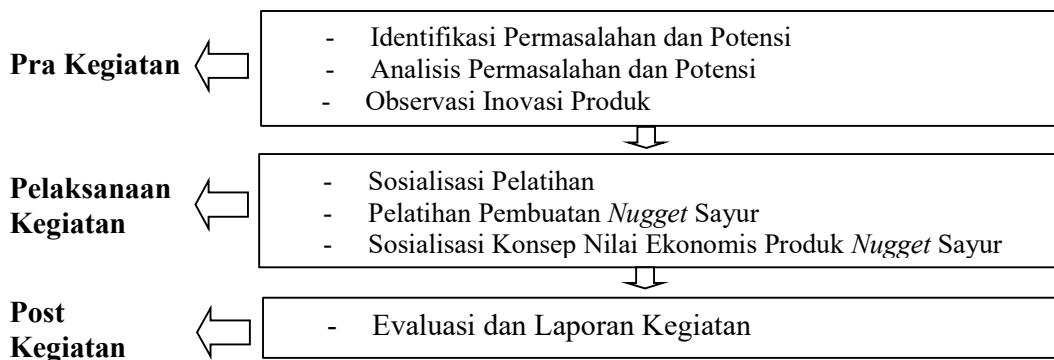 Pra Kegiatan
- Identifikasi Permasalahan dan Potensi
- Analisis Permasalahan dan Potensi
- Observasi Inovasi Produk
Pelaksanaan
Kegiatan
- Sosialisasi Pelatihan
- Pelatihan Pembuatan Nugget Sayur
- Sosialisasi Konsep Nilai Ekonomis Produk Nugget Sayur
Post
Kegiatan
- Evaluasi dan Laporan Kegiatan